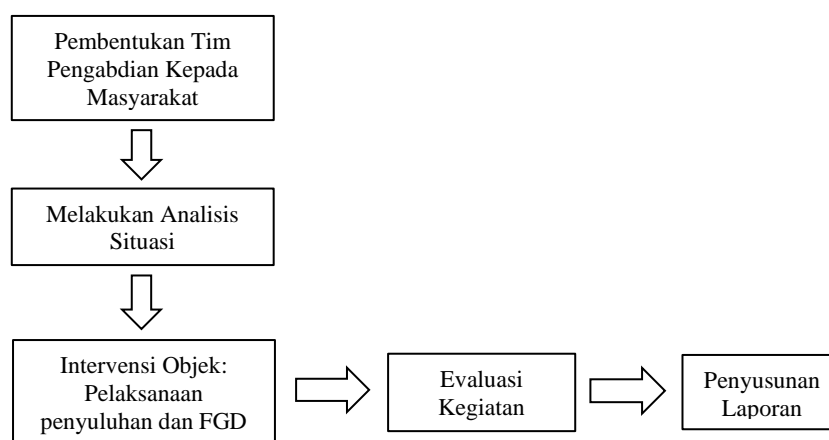 Pembentukan Tim
Pengabdian Kepada
Masyarakat
Melakukan Analisis
Situasi
Intervensi Objek:
Pelaksanaan
penyuluhan dan FGD
Evaluasi
Kegiatan
Penyusunan
Laporan